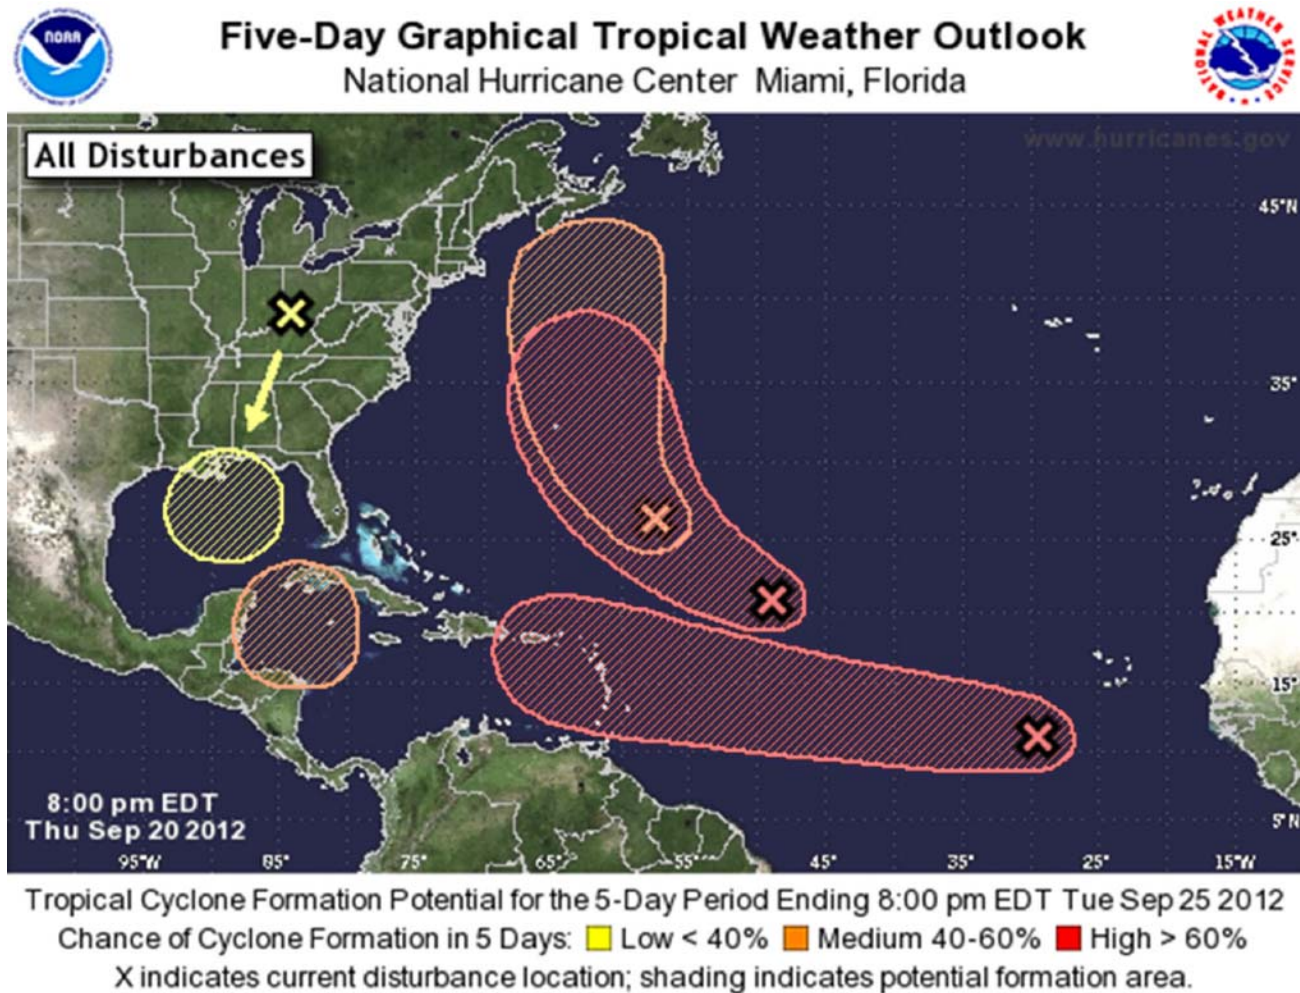 Five-Day Graphical Tropical Weather Outlook
National Hurricane Center Miami, Florida
NOAA
NATIONAL WEATHER SERVICE
All Disturbances
www.hurricanes.gov
45°N
35°
25°
15°
5°N
8:00 pm EDT
Thu Sep 20 2012
95°W 85° 75° 65° 55° 45° 35° 25° 15°W
Tropical Cyclone Formation Potential for the 5-Day Period Ending 8:00 pm EDT Tue Sep 25 2012
Chance of Cyclone Formation in 5 Days: Low < 40% Medium 40-60% High > 60%
X indicates current disturbance location; shading indicates potential formation area.